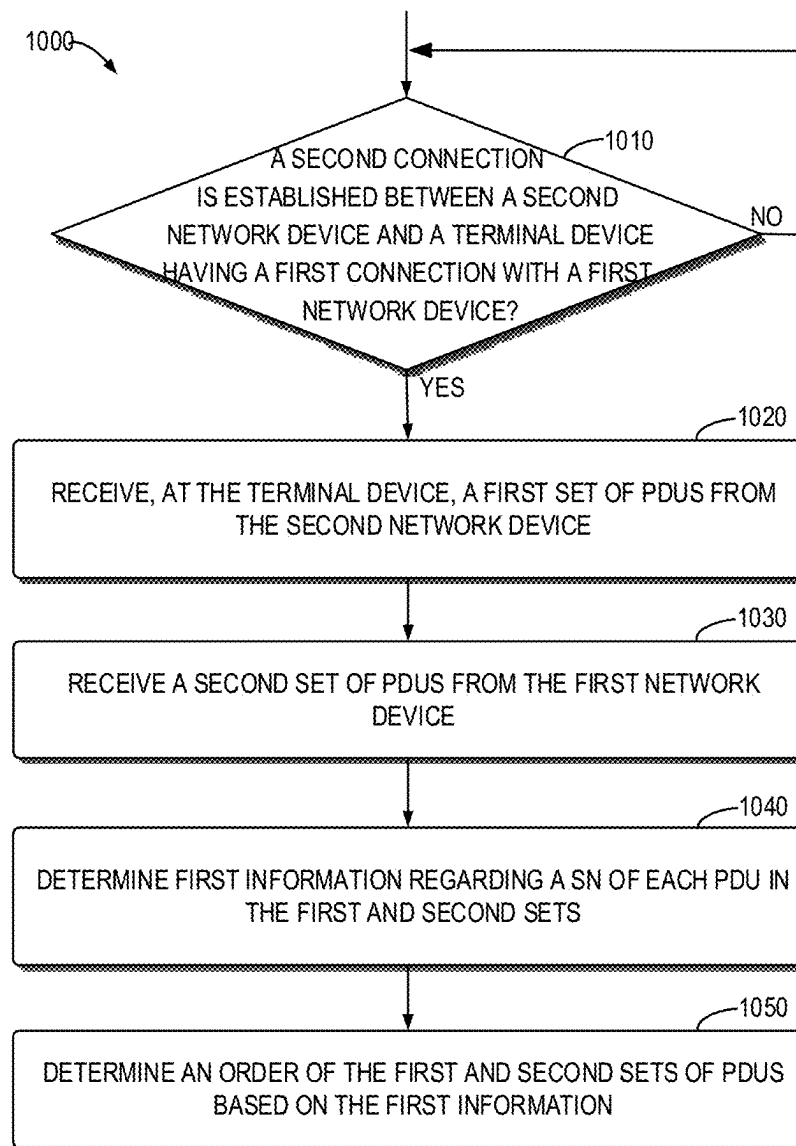 1000
1010
A SECOND CONNECTION
IS ESTABLISHED BETWEEN A SECOND
NETWORK DEVICE AND A TERMINAL DEVICE
HAVING A FIRST CONNECTION WITH A FIRST
NETWORK DEVICE?
NO
YES
1020
RECEIVE, AT THE TERMINAL DEVICE, A FIRST SET OF PDUS FROM
THE SECOND NETWORK DEVICE
1030
RECEIVE A SECOND SET OF PDUS FROM THE FIRST NETWORK
DEVICE
1040
DETERMINE FIRST INFORMATION REGARDING A SN OF EACH PDU IN
THE FIRST AND SECOND SETS
1050
DETERMINE AN ORDER OF THE FIRST AND SECOND SETS OF PDUS
BASED ON THE FIRST INFORMATION